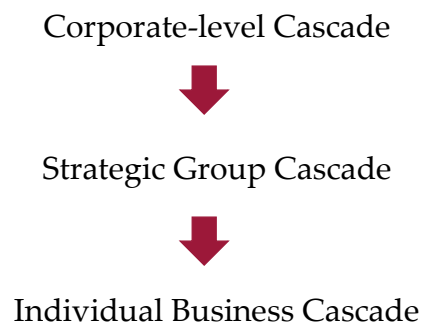 Corporate-level Cascade
Strategic Group Cascade
Individual Business Cascade